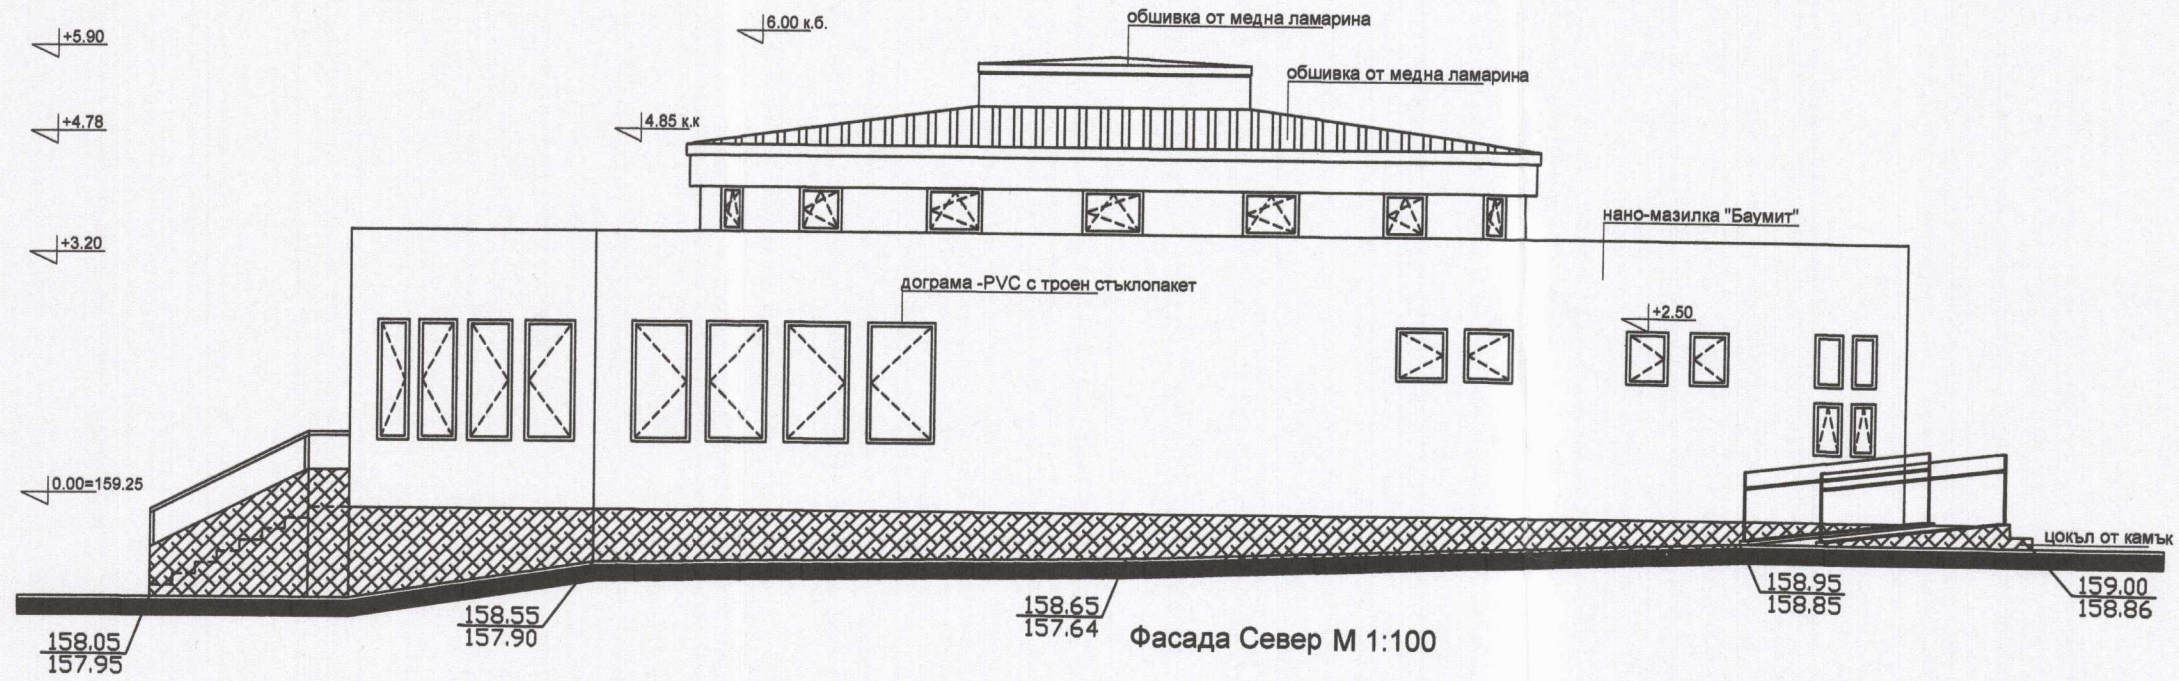 обшивка от медна ламарина
6.00 к.б.
+5.90
обшивка от медна ламарина
+4.78
4.85 к.к
нано-мазилка "Баумит"
+3.20
дограма -PVC с троен стъклопакет
+2.50
0.00=159.25
цокъл от камък
158.05
157.95
158.55
157.90
158.65
157.64
158.95
158.85
159.00
158.86
Фасада Север М 1:100